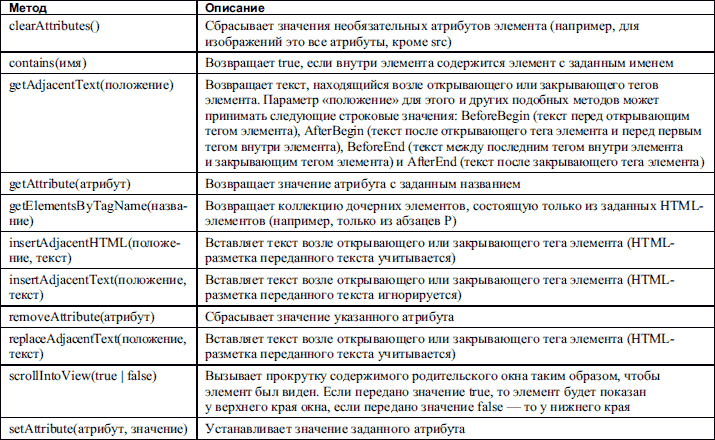 Метод Описание
clearAttributes() Сбрасывает значения необязательных атрибутов элемента (например, для
изображений это все атрибуты, кроме src)
contains(имя) Возвращает true, если внутри элемента содержится элемент с заданным именем
getAdjacentText(положение) Возвращает текст, находящийся возле открывающего или закрывающего тегов
элемента. Параметр «положение» для этого и других подобных методов может
принимать следующие строковые значения: BeforeBegin (текст перед открывающим
тегом элемента), AfterBegin (текст после открывающего тега элемента и перед первым
тегом внутри элемента), BeforeEnd (текст между последним тегом внутри элемента
и закрывающим тегом элемента) и AfterEnd (текст после закрывающего тега элемента)
getAttribute(атрибут) Возвращает значение атрибута с заданным названием
getElementsByTagName(назва- Возвращает коллекцию дочерних элементов, состоящую только из заданных HTML-
ние) элементов (например, только из абзацев P)
insertAdjacentHTML(положе- Вставляет текст возле открывающего или закрывающего тега элемента (HTML-
ние, текст) разметка переданного текста учитывается)
insertAdjacentText(положение, Вставляет текст возле открывающего или закрывающего тега элемента (HTML-
текст) разметка переданного текста игнорируется)
removeAttribute(атрибут) Сбрасывает значение указанного атрибута
replaceAdjacentText(положение, Вставляет текст возле открывающего или закрывающего тега элемента (HTML-
текст) разметка переданного текста учитывается)
scrollIntoView(true | false) Вызывает прокрутку содержимого родительского окна таким образом, чтобы
элемент был виден. Если передано значение true, то элемент будет показан
у верхнего края окна, если передано значение false — то у нижнего края
setAttribute(атрибут, значение) Устанавливает значение заданного атрибута